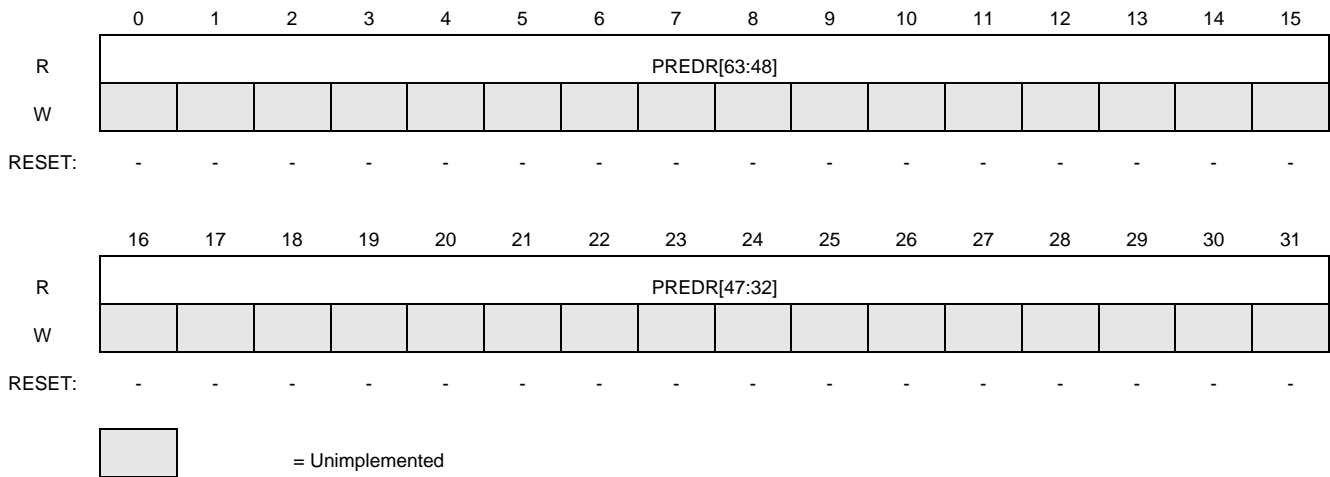 0 1 2 3 4 5 6 7 8 9 10 11 12 13 14 15
R PREDR[63:48]
W
RESET: - - - - - - - - - - - - - - - -
16 17 18 19 20 21 22 23 24 25 26 27 28 29 30 31
R PREDR[47:32]
W
RESET: - - - - - - - - - - - - - - - -
= Unimplemented